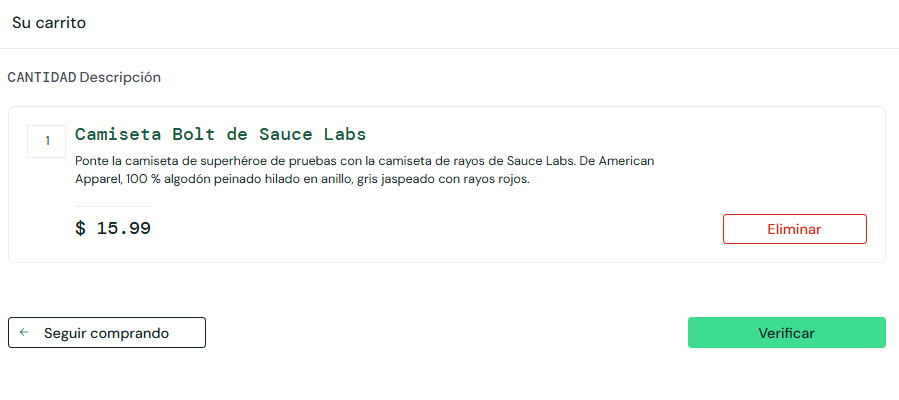 Su carrito
CANTIDAD Descripción
1
Camiseta Bolt de Sauce Labs
Ponte la camiseta de superhéroe de pruebas con la camiseta de rayos de Sauce Labs. De American
Apparel, 100 % algodón peinado hilado en anillo, gris jaspeado con rayos rojos.
$ 15.99
Eliminar
Seguir comprando
Verificar